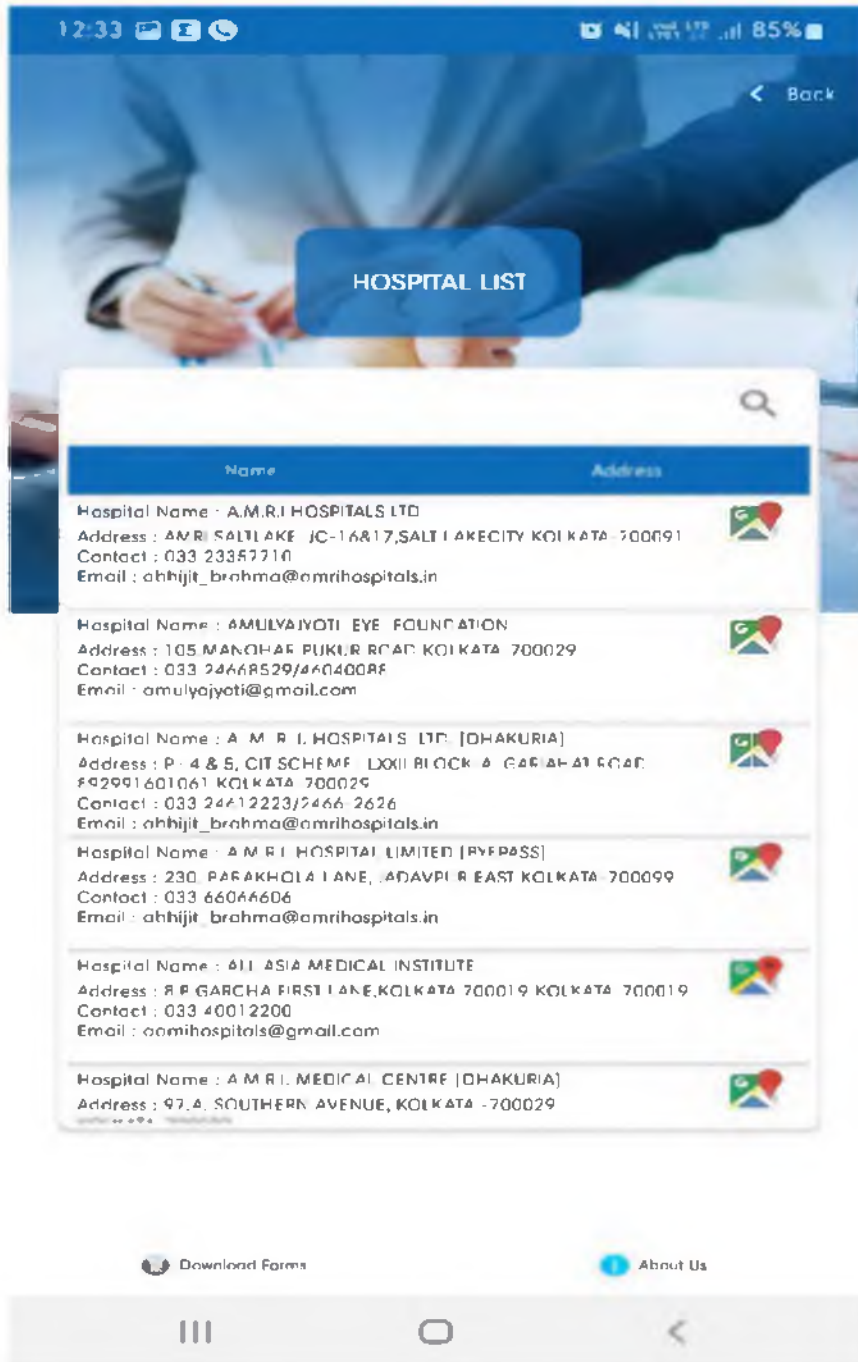 12:33
85%
Back
HOSPITAL LIST
Name Address
Hospital Name : A.M.R.I HOSPITALS LTD
Address : AMRI SALTLAKE JC-16&17,SALT LAKECITY KOLKATA-700091
Contact : 033 23357710
Email : abhijit_brahma@amrihospitals.in
Hospital Name : AMULYAJYOTI EYE FOUNDATION
Address : 105 MANOHAR PUKUR ROAD KOLKATA 700029
Contact : 033 24668529/46040088
Email : amulyajyoti@gmail.com
Hospital Name : A. M. R. I. HOSPITALS LTD. [DHAKURIA]
Address : P- 4 & 5, CIT SCHEME LXXII BLOCK-A GARIAHAT ROAD
KOLKATA 700029
Contact : 033 24612223/2466-2626
Email : abhijit_brahma@amrihospitals.in
Hospital Name : A.M.R.I. HOSPITAL LIMITED [BYEPASS]
Address : 230, BARAKHOLA LANE, JADAVPUR EAST KOLKATA-700099
Contact : 033 66066606
Email : abhijit_brahma@amrihospitals.in
Hospital Name : ALL ASIA MEDICAL INSTITUTE
Address : 8 B GARCHA FIRST LANE,KOLKATA 700019 KOLKATA 700019
Contact : 033 40012200
Email : aamihospitals@gmail.com
Hospital Name : A.M.R.I. MEDICAL CENTRE [DHAKURIA]
Address : 97.A. SOUTHERN AVENUE, KOLKATA -700029
Download Forms About Us